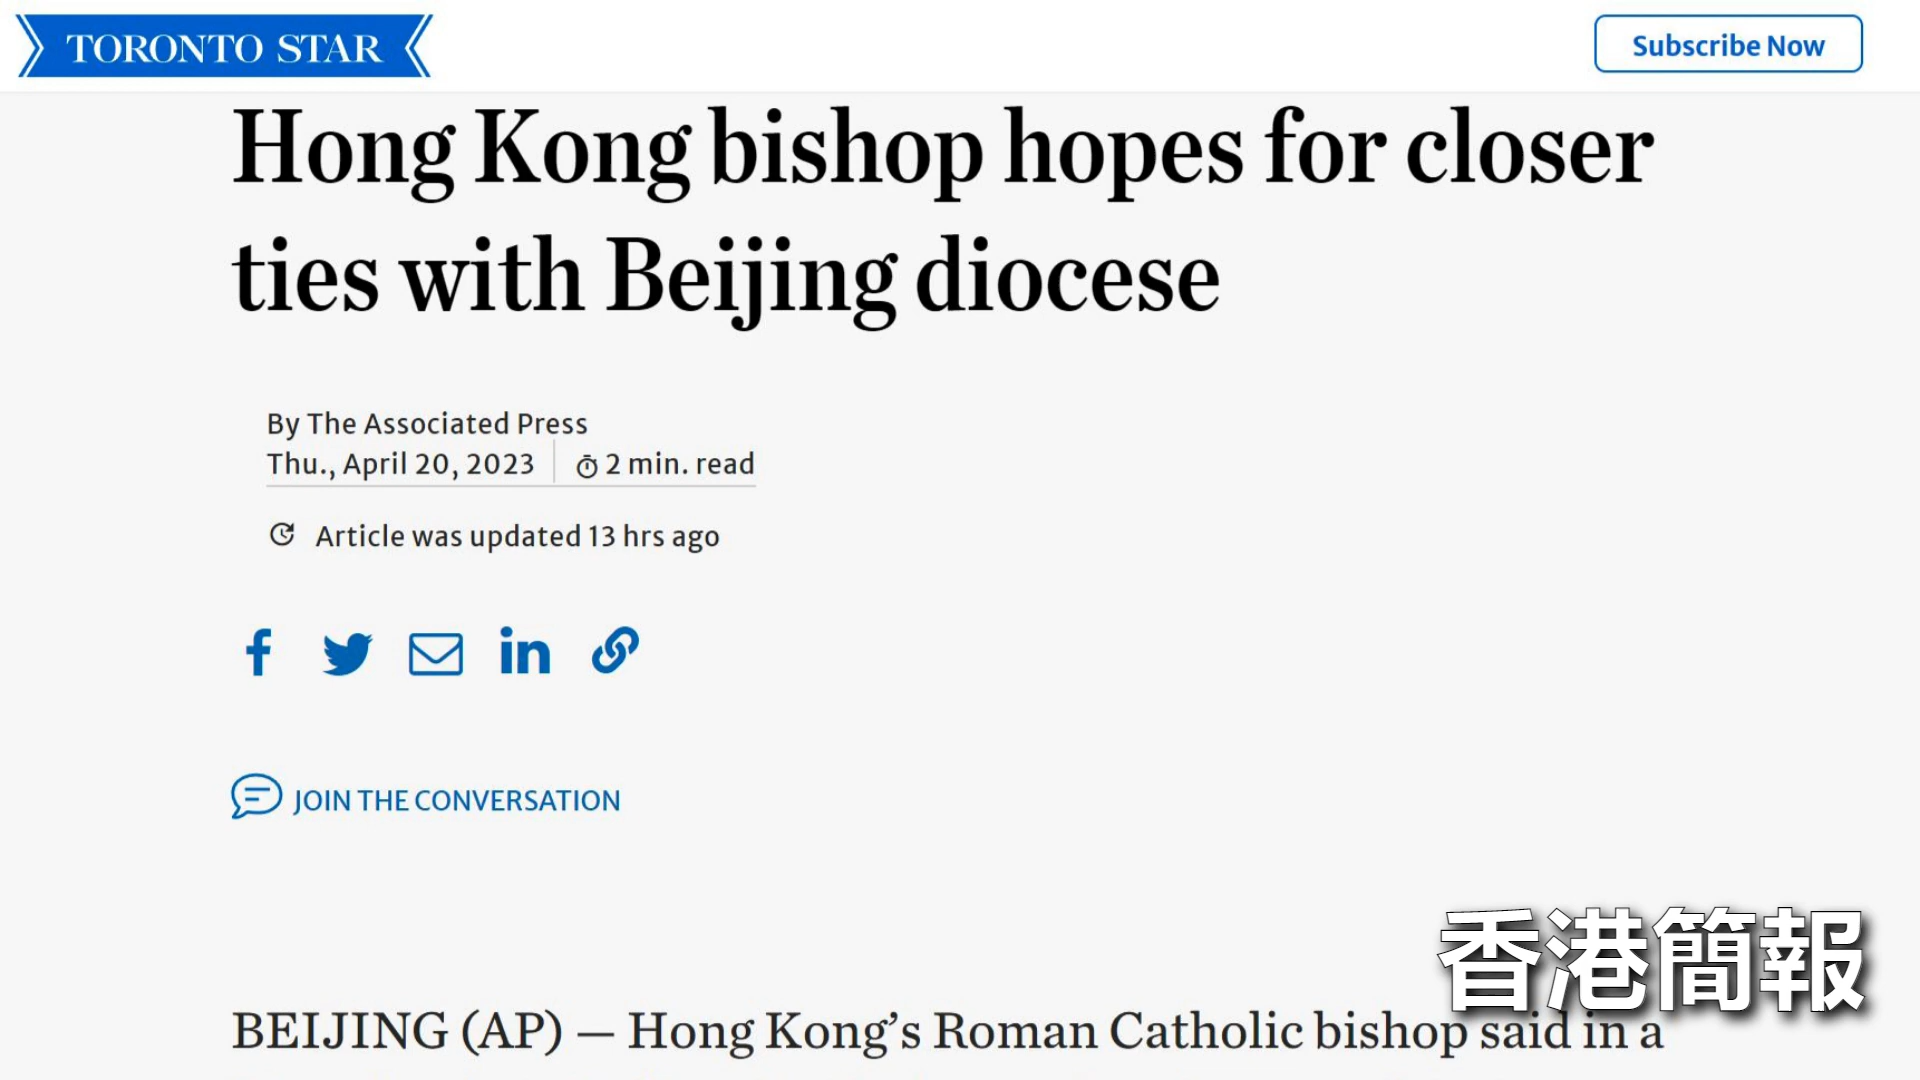 TORONTO STAR
Subscribe Now
Hong Kong bishop hopes for closer
ties with Beijing diocese
By The Associated Press
Thu., April 20, 2023
2 min. read
Article was updated 13 hrs ago
JOIN THE CONVERSATION
香港簡報
BEIJING (AP) — Hong Kong’s Roman Catholic bishop said in a